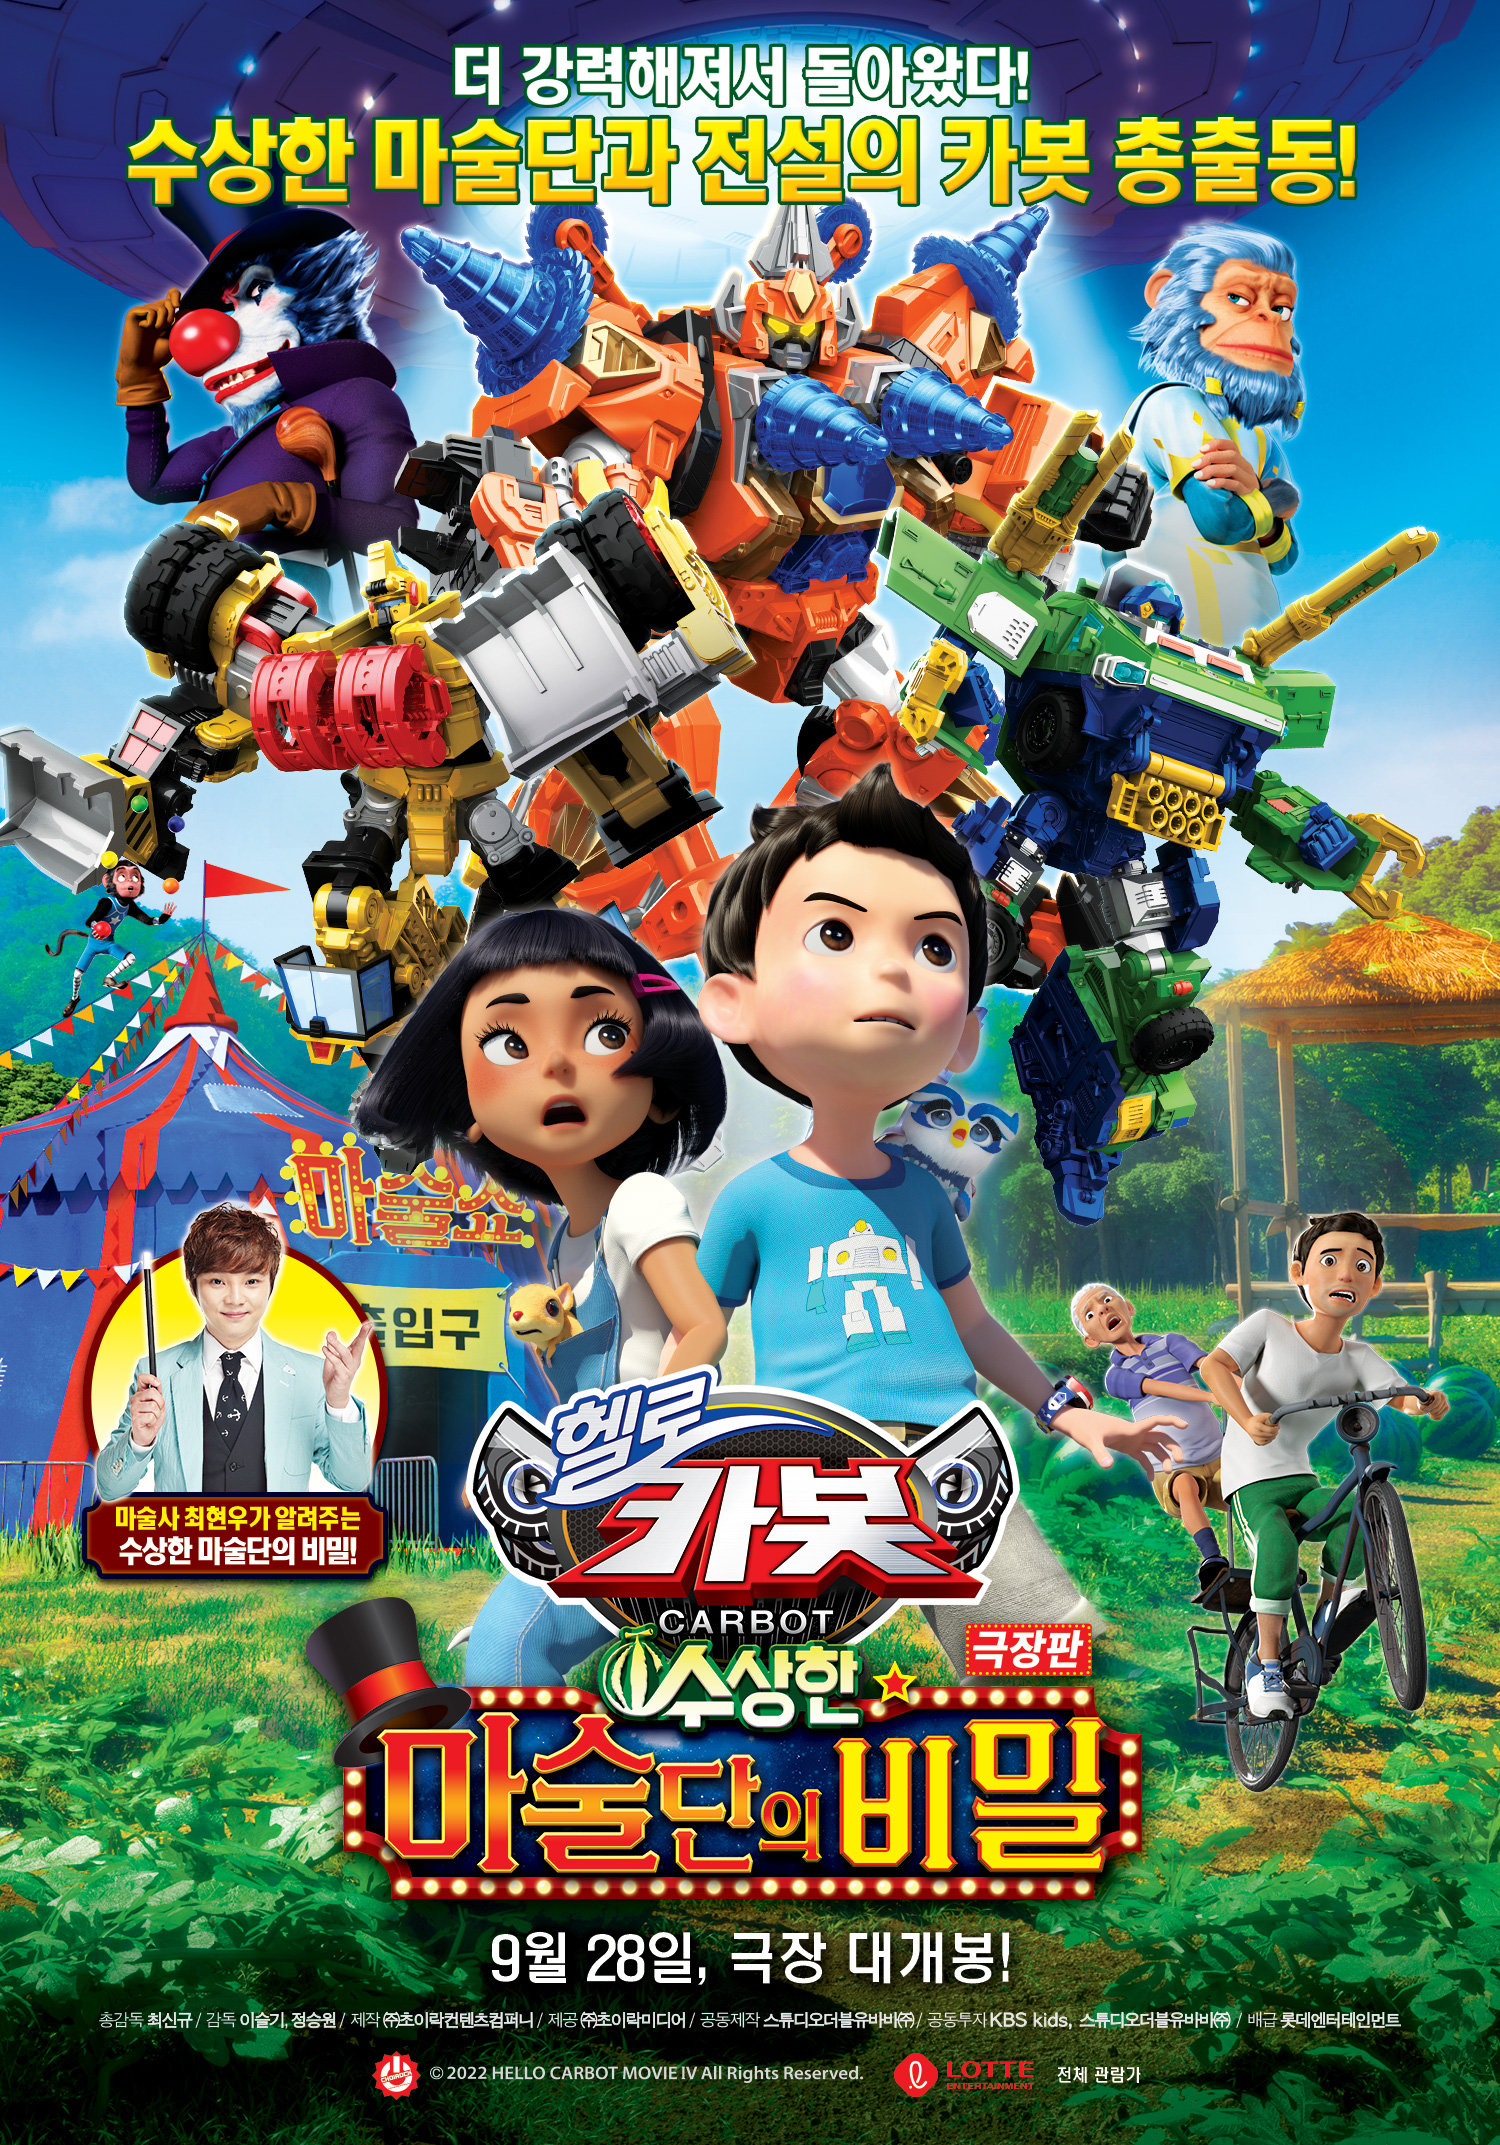 더 강력해져서 돌아왔다!
수상한 마술단과 전설의 카봇 총출동!
마술쇼
출입구
마술사 최현우가 알려주는
수상한 마술단의 비밀!
헬로
카봇
CARBOT
극장판
수상한
마술단의 비밀
9월 28일, 극장 대개봉!
총감독 최신규 / 감독 이슬기, 정승원 / 제작 ㈜초이락컨텐츠컴퍼니 / 제공 ㈜초이락미디어 / 공동제작 스튜디오더블유바바㈜ / 공동투자 KBS kids, 스튜디오더블유바바㈜ / 배급 롯데엔터테인먼트
CHOIROCK
© 2022 HELLO CARBOT MOVIE IV All Rights Reserved.
LOTTE
ENTERTAINMENT
전체 관람가